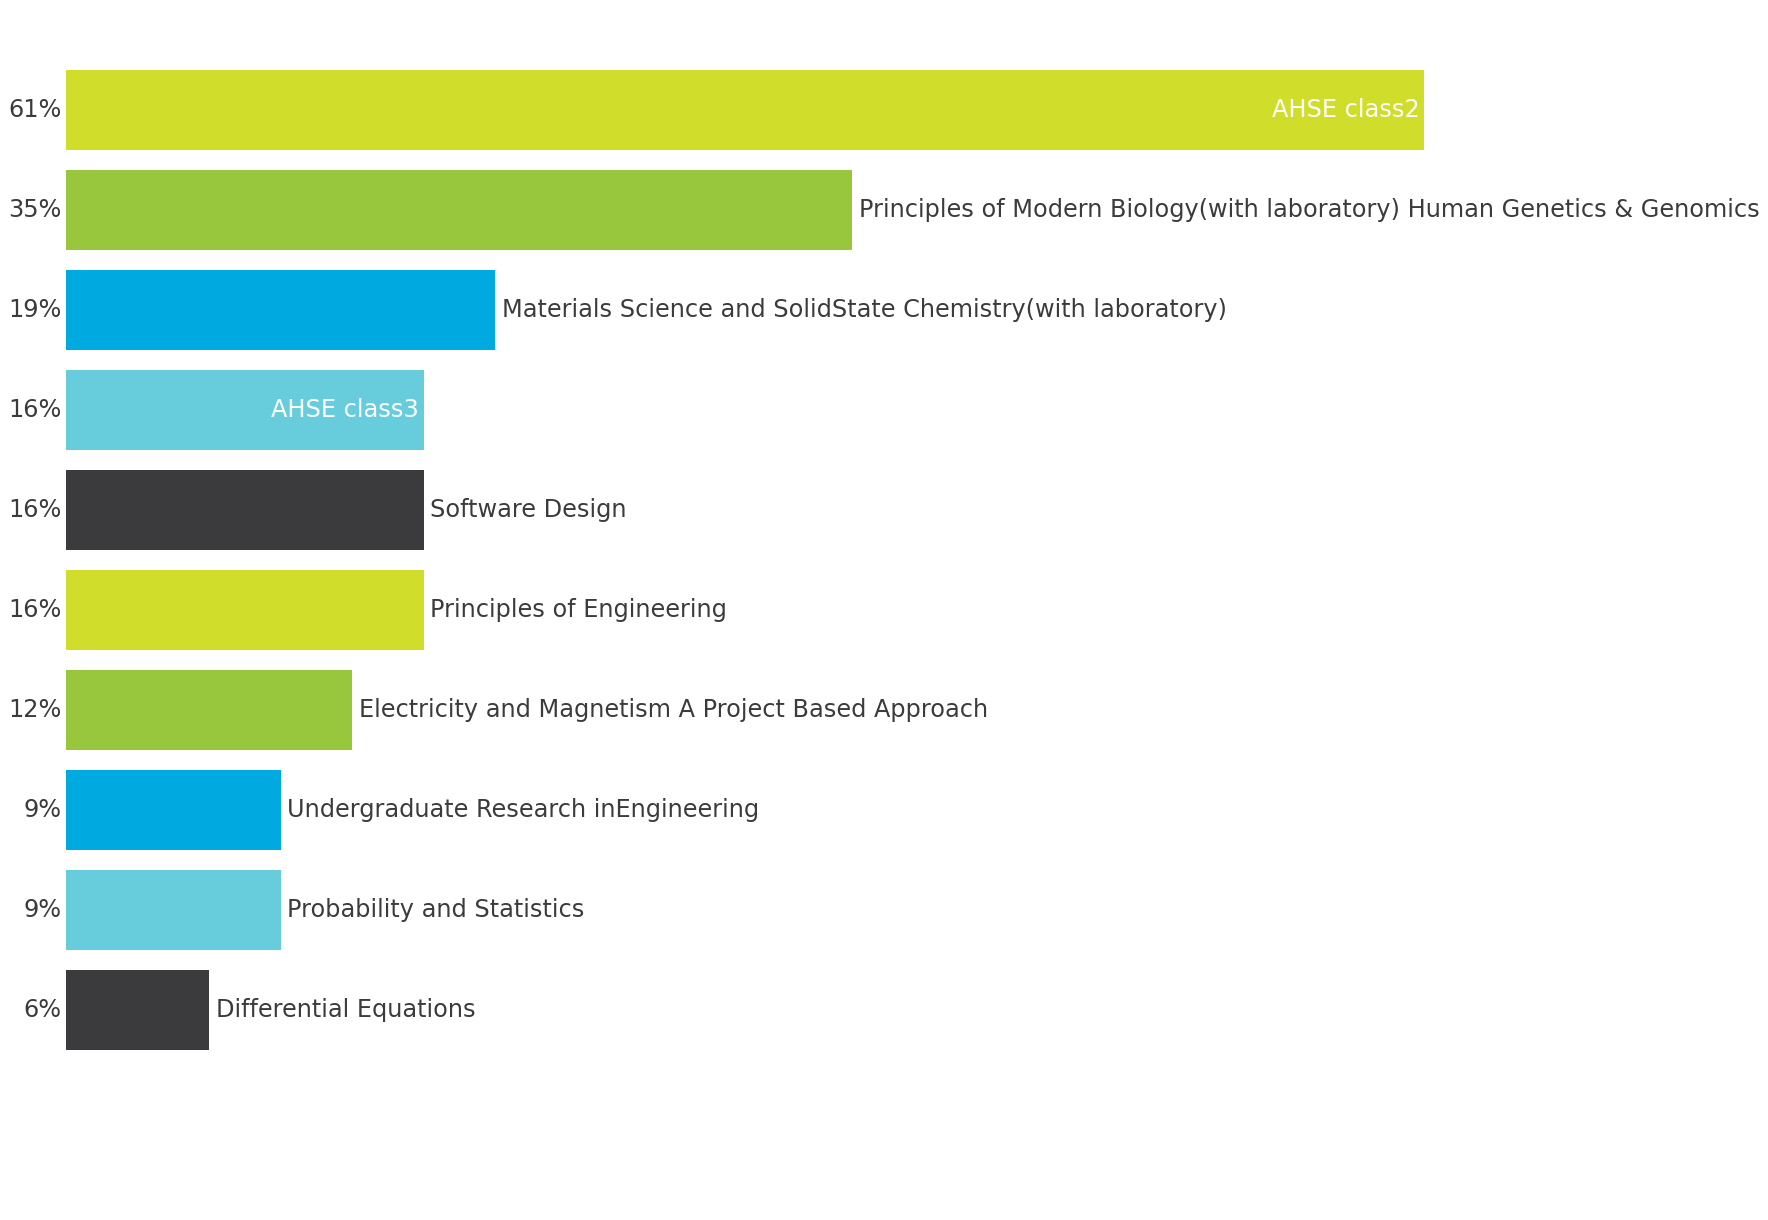 61% AHSE class2
35% Principles of Modern Biology(with laboratory) Human Genetics & Genomics
19% Materials Science and SolidState Chemistry(with laboratory)
16% AHSE class3
16% Software Design
16% Principles of Engineering
12% Electricity and Magnetism A Project Based Approach
9% Undergraduate Research inEngineering
9% Probability and Statistics
6% Differential Equations